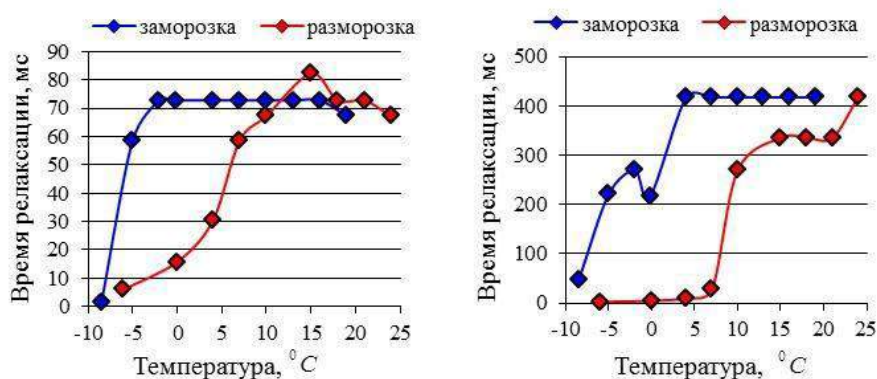 заморозка разморозка
90
80
70
60
50
40
30
20
10
0
-10 -5 0 5 10 15 20 25
Время релаксации, мс
Температура, ⁰C
заморозка разморозка
500
400
300
200
100
0
-10 -5 0 5 10 15 20 25
Время релаксации, мс
Температура, ⁰C